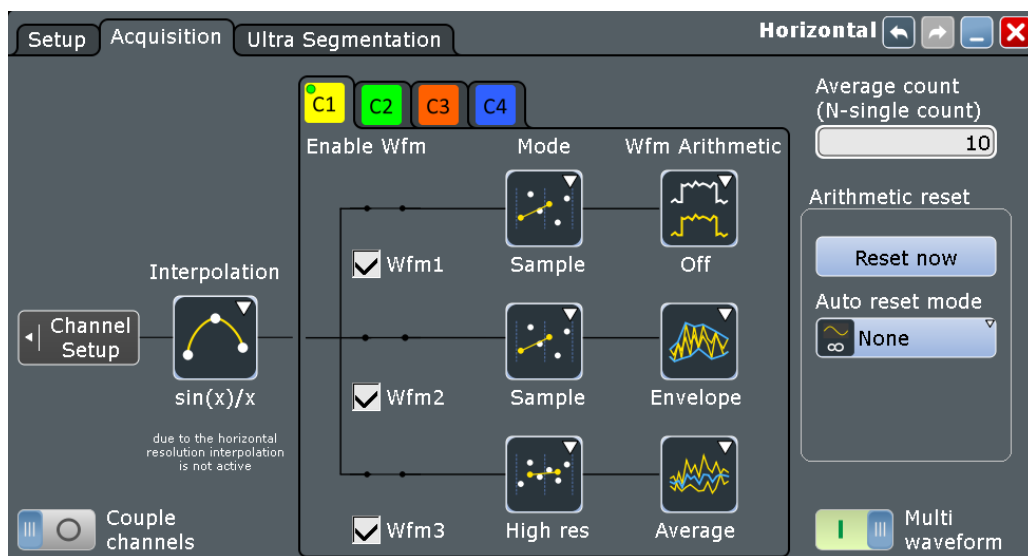 Setup
Acquisition
Ultra Segmentation
Horizontal
C1
C2
C3
C4
Average count
(N-single count)
10
Enable Wfm
Mode
Wfm Arithmetic
Arithmetic reset
Wfm1
Sample
Off
Reset now
Interpolation
Auto reset mode
None
∞
Channel
Setup
sin(x)/x
Wfm2
Sample
Envelope
due to the horizontal
resolution interpolation
is not active
Couple
channels
Wfm3
High res
Average
Multi
waveform